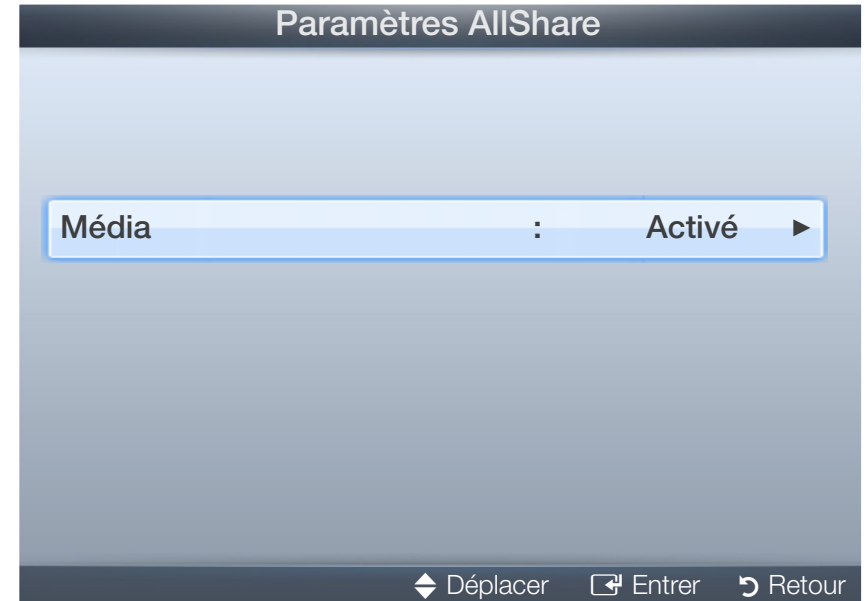 Paramètres AllShare
Média : Activé ►
Déplacer Entrer Retour